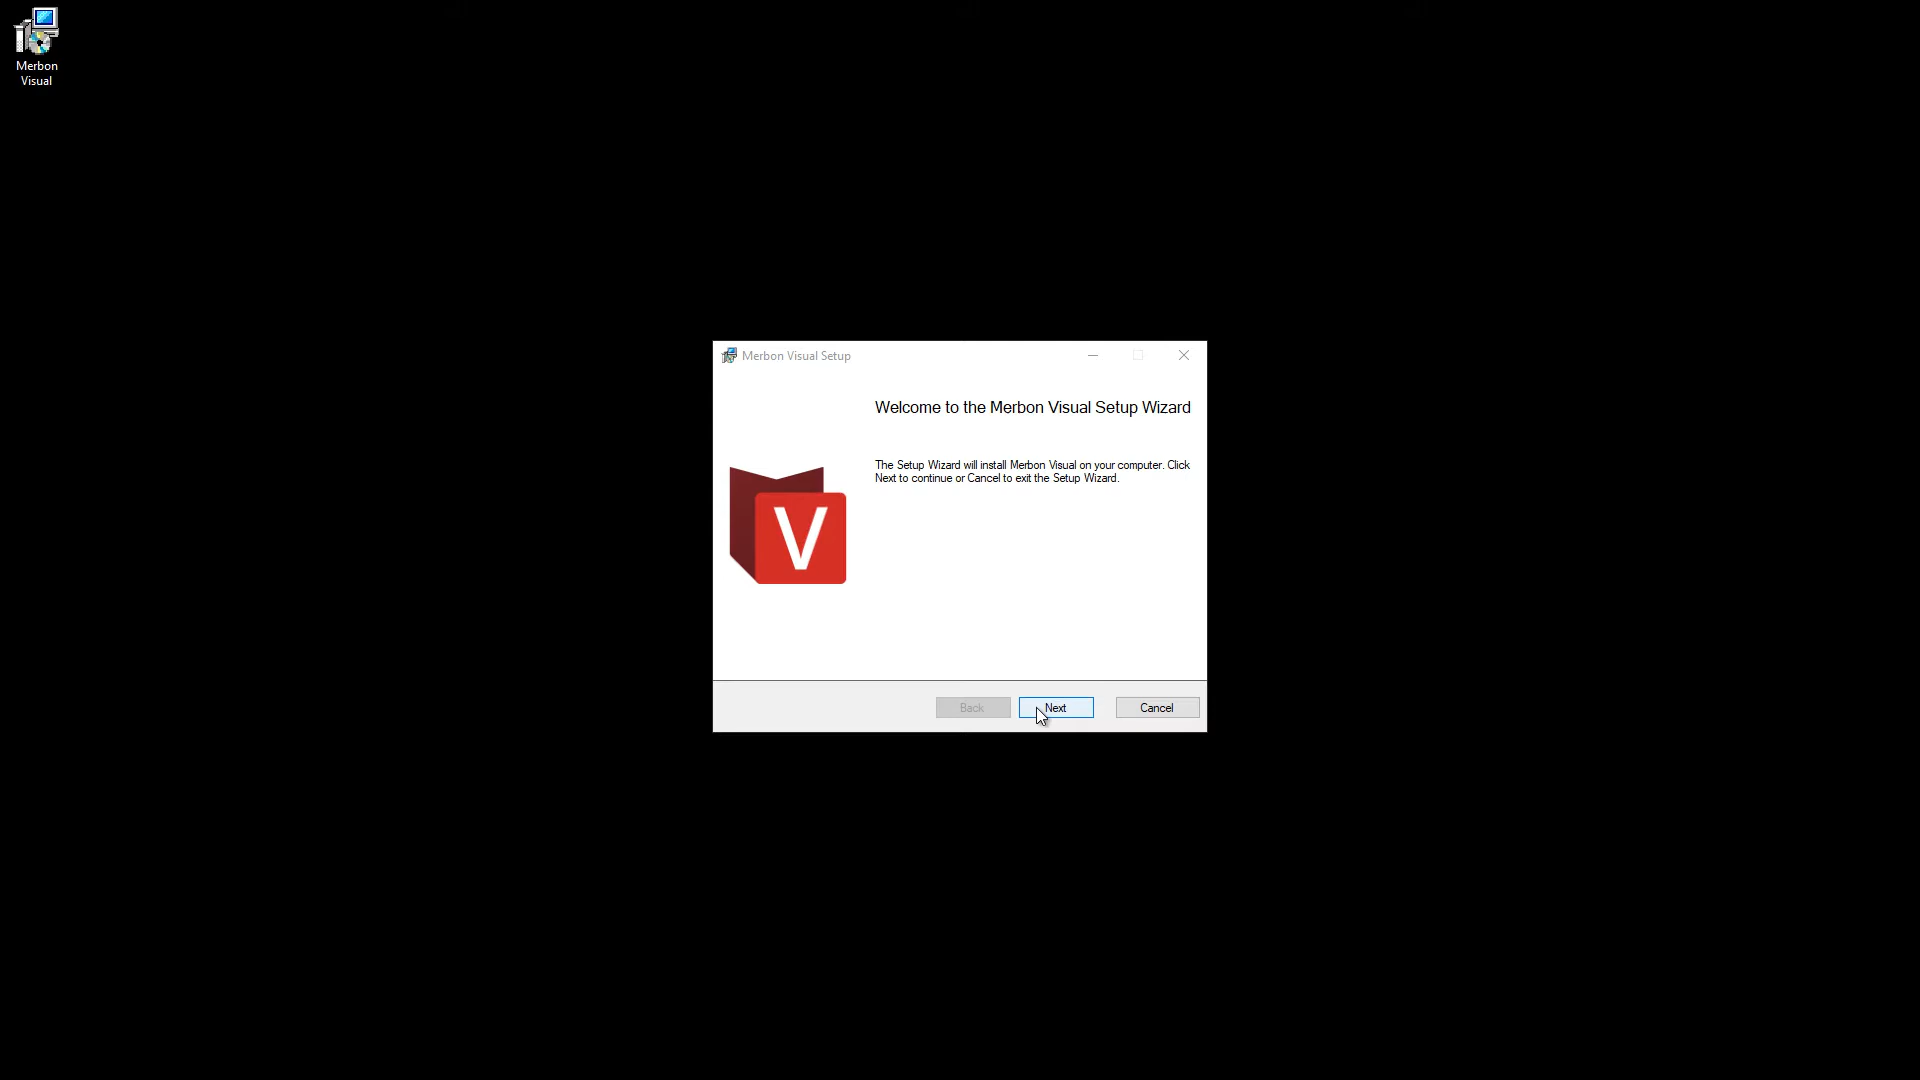 Merbon
Visual
Merbon Visual Setup
Welcome to the Merbon Visual Setup Wizard
The Setup Wizard will install Merbon Visual on your computer. Click
Next to continue or Cancel to exit the Setup Wizard.
V
Back
Next
Cancel